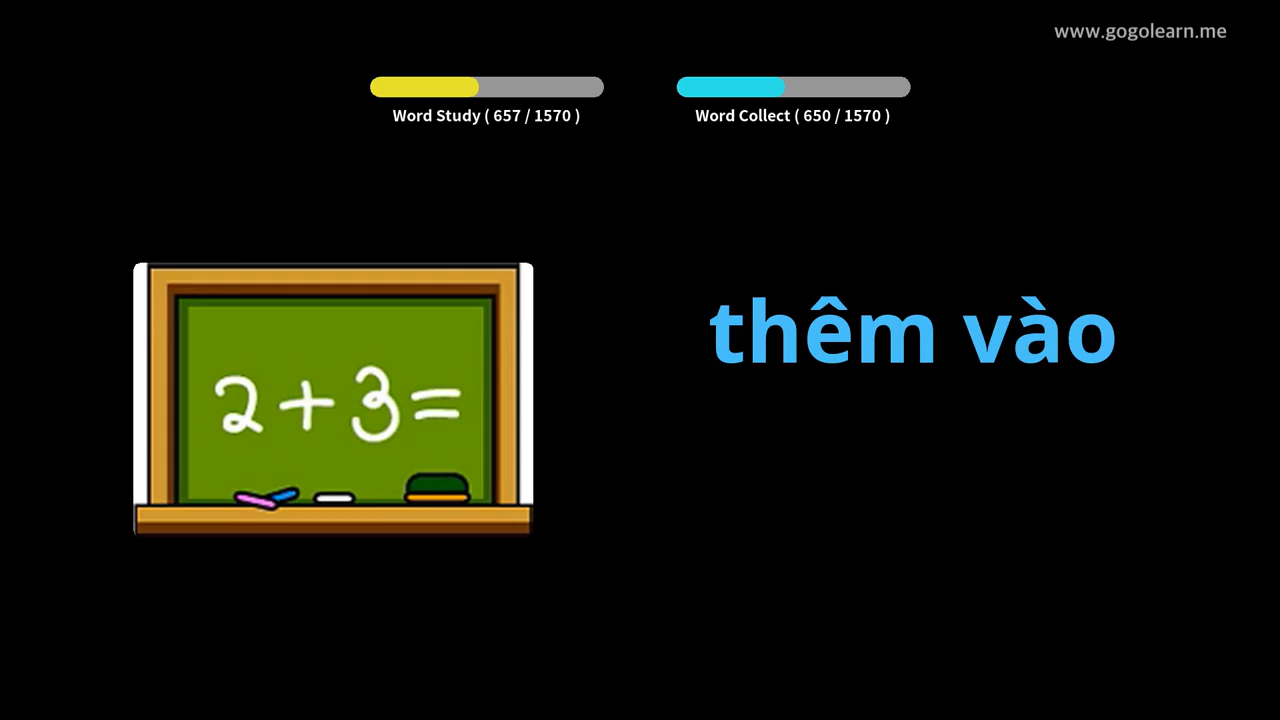 www.gogolearn.me
Word Study ( 657 / 1570 )
Word Collect ( 650 / 1570 )
thêm vào
2 + 3 =